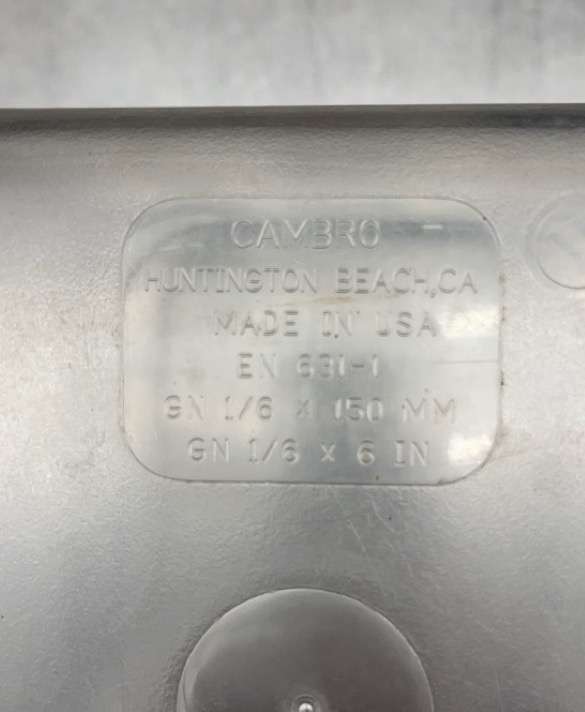 CAMBRO
HUNTINGTON BEACH, CA
MADE IN USA
EN 631-1
GN 1/6 x 150 MM
GN 1/6 x 6 IN